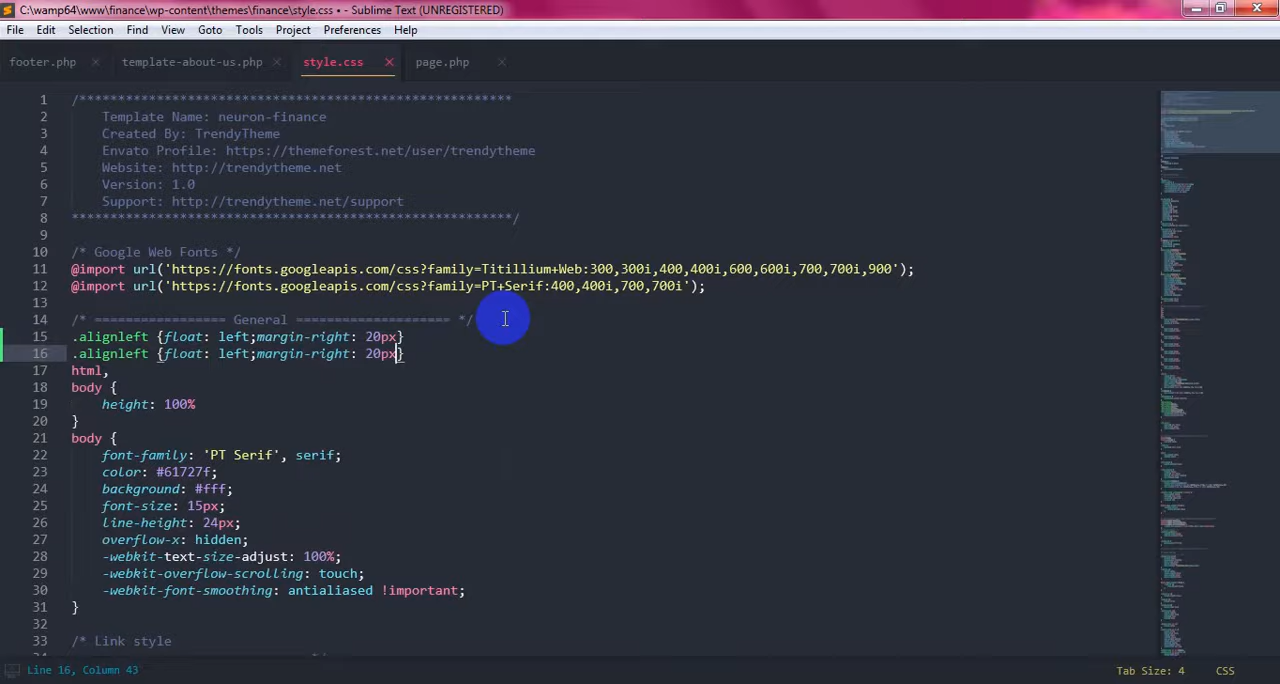 C:\wamp64\www\finance\wp-content\themes\finance\style.css • - Sublime Text (UNREGISTERED)
File Edit Selection Find View Goto Tools Project Preferences Help
footer.php template-about-us.php style.css page.php
1 /********************************************************
2 Template Name: neuron-finance
3 Created By: TrendyTheme
4 Envato Profile: https://themeforest.net/user/trendytheme
5 Website: http://trendytheme.net
6 Version: 1.0
7 Support: http://trendytheme.net/support
8 *********************************************************/
9
10 /* Google Web Fonts */
11 @import url('https://fonts.googleapis.com/css?family=Titillium+Web:300,300i,400,400i,600,600i,700,700i,900');
12 @import url('https://fonts.googleapis.com/css?family=PT+Serif:400,400i,700,700i');
13
14 /* ================= General ==================== */
15 .alignleft {float: left;margin-right: 20px}
16 .alignleft {float: left;margin-right: 20px}
17 html,
18 body {
19 height: 100%
20 }
21 body {
22 font-family: 'PT Serif', serif;
23 color: #61727f;
24 background: #fff;
25 font-size: 15px;
26 line-height: 24px;
27 overflow-x: hidden;
28 -webkit-text-size-adjust: 100%;
29 -webkit-overflow-scrolling: touch;
30 -webkit-font-smoothing: antialiased !important;
31 }
32
33 /* Link style
Line 16, Column 43 Tab Size: 4 CSS